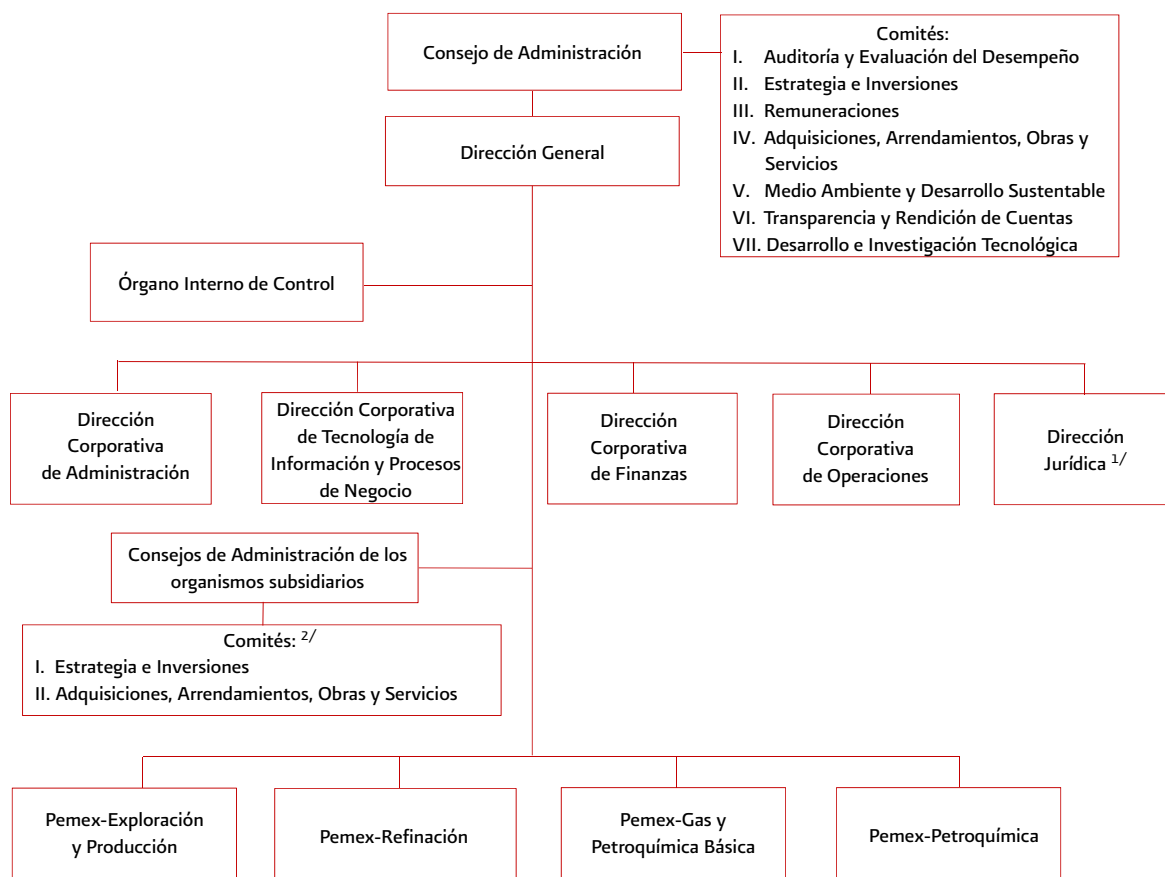 Consejo de Administración
Comités:
I. Auditoría y Evaluación del Desempeño
II. Estrategia e Inversiones
III. Remuneraciones
IV. Adquisiciones, Arrendamientos, Obras y
Servicios
V. Medio Ambiente y Desarrollo Sustentable
VI. Transparencia y Rendición de Cuentas
VII. Desarrollo e Investigación Tecnológica
Dirección General
Órgano Interno de Control
Dirección
Corporativa
de Administración
Dirección Corporativa
de Tecnología de
Información y Procesos
de Negocio
Dirección
Corporativa
de Finanzas
Dirección
Corporativa
de Operaciones
Dirección
Jurídica 1/
Consejos de Administración de los
organismos subsidiarios
Comités: 2/
I. Estrategia e Inversiones
II. Adquisiciones, Arrendamientos, Obras y Servicios
Pemex-Exploración
y Producción
Pemex-Refinación
Pemex-Gas y
Petroquímica Básica
Pemex-Petroquímica